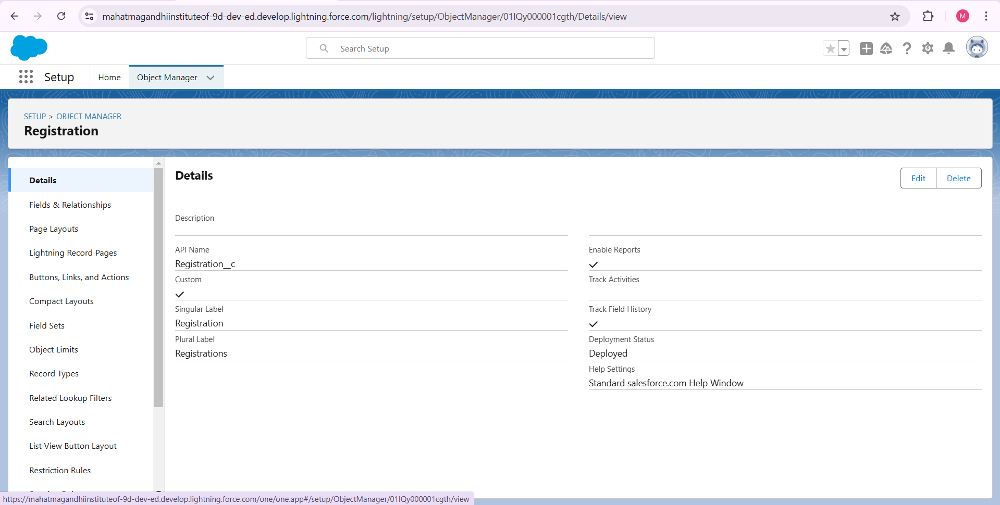 mahatmagandhiinstituteof-9d-dev-ed.develop.lightning.force.com/lightning/setup/ObjectManager/01IQy000001cgth/Details/view
M
Search Setup
Setup
Home
Object Manager
SETUP > OBJECT MANAGER
Registration
Details
Fields & Relationships
Page Layouts
Lightning Record Pages
Buttons, Links, and Actions
Compact Layouts
Field Sets
Object Limits
Record Types
Related Lookup Filters
Search Layouts
List View Button Layout
Restriction Rules
Details
Edit
Delete
Description
API Name
Registration__c
Custom
Singular Label
Registration
Plural Label
Registrations
Enable Reports
Track Activities
Track Field History
Deployment Status
Deployed
Help Settings
Standard salesforce.com Help Window
https://mahatmagandhiinstituteof-9d-dev-ed.develop.lightning.force.com/one/one.app#/setup/ObjectManager/01IQy000001cgth/view